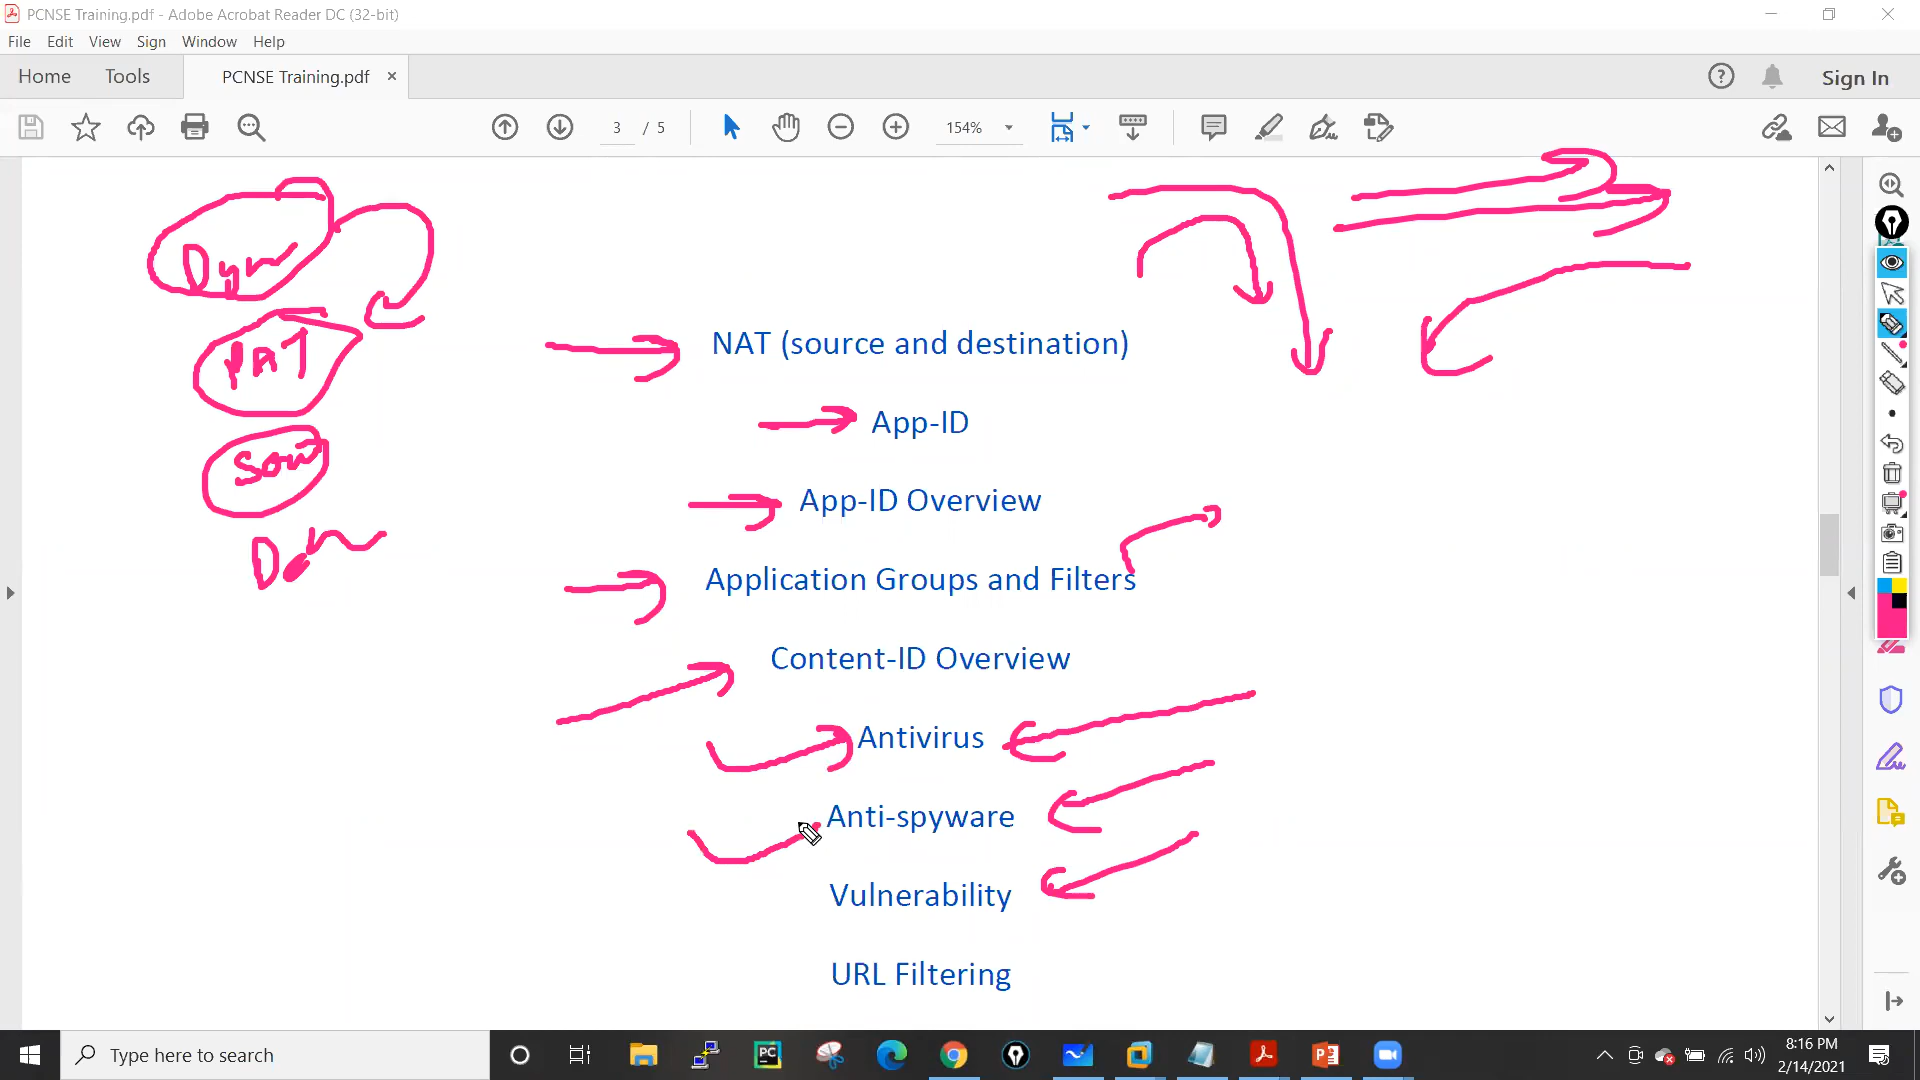 PCNSE Training.pdf - Adobe Acrobat Reader DC (32-bit)
File Edit View Sign Window Help
Home Tools PCNSE Training.pdf × Sign In
3 / 5 154%
Dyn
PAT
Sou
NAT (source and destination)
App-ID
App-ID Overview
Application Groups and Filters
Content-ID Overview
Antivirus
Anti-spyware
Vulnerability
URL Filtering
Type here to search
PC
8:16 PM
2/14/2021